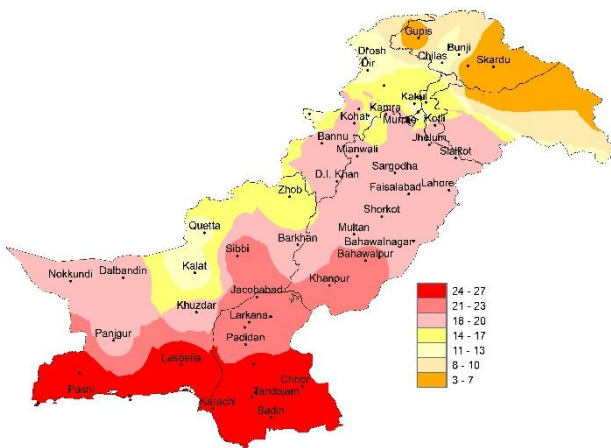 Gupis
Drosh
Bunji
Dir
Chilas
Skardu
Kakul
Kamra
Kohat
Kotli
Bannu
Jhelum
Mianwali
Sialkot
Sargodha
D.I. Khan
Lahore
Faisalabad
Zhob
Shorkot
Quetta
Multan
Barkhan
Sibbi
Bahawalnagar
Bahawalpur
Nokkundi
Dalbandin
Kalat
Khanpur
Jacobabad
Khuzdar
Larkana
Panjgur
Padidan
Lasbella
Pasni
Chhor
Tandojam
Karachi
Badin
24 - 27
21 - 23
18 - 20
14 - 17
11 - 13
8 - 10
3 - 7